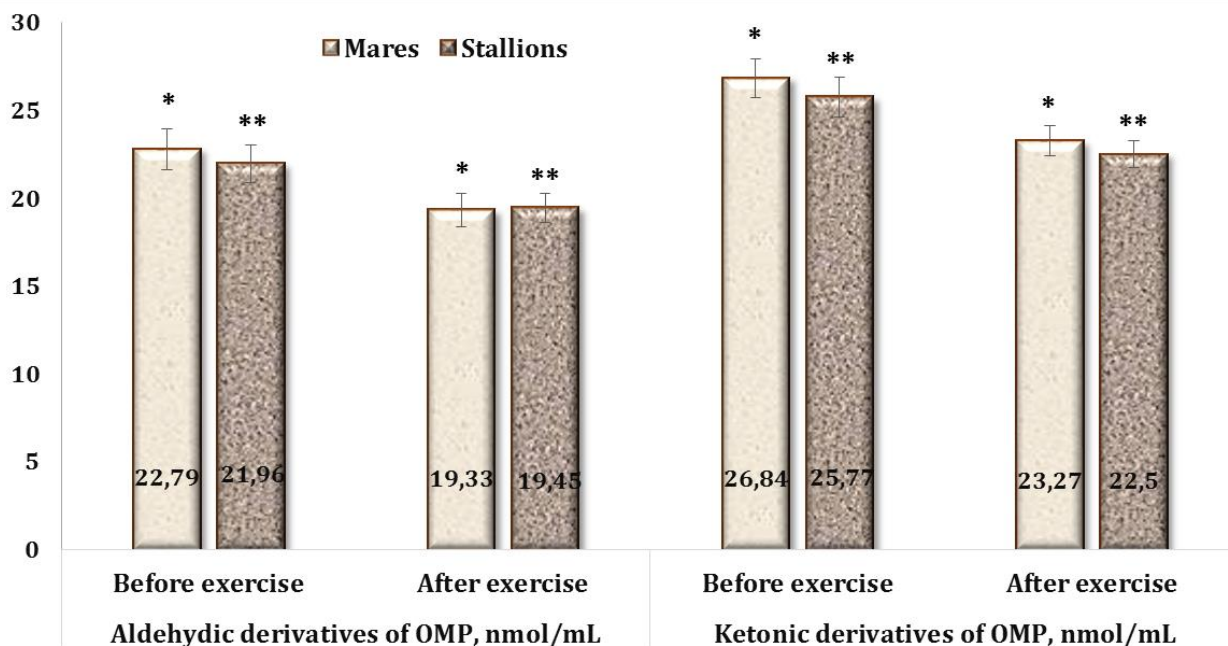 30
Mares Stallions
* ** * ** * ** * **
25
20
15
10
5
22,79 21,96 19,33 19,45 26,84 25,77 23,27 22,5
0
Before exercise After exercise Before exercise After exercise
Aldehydic derivatives of OMP, nmol/mL Ketonic derivatives of OMP, nmol/mL